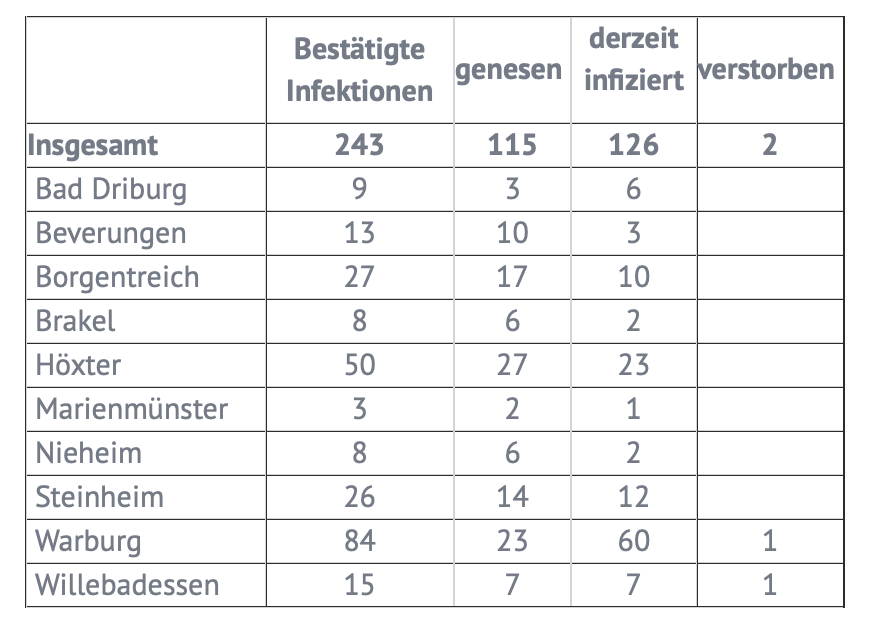 Bestätigte Infektionen genesen derzeit infiziert verstorben
Insgesamt 243 115 126 2
Bad Driburg 9 3 6
Beverungen 13 10 3
Borgentreich 27 17 10
Brakel 8 6 2
Höxter 50 27 23
Marienmünster 3 2 1
Nieheim 8 6 2
Steinheim 26 14 12
Warburg 84 23 60 1
Willebadessen 15 7 7 1